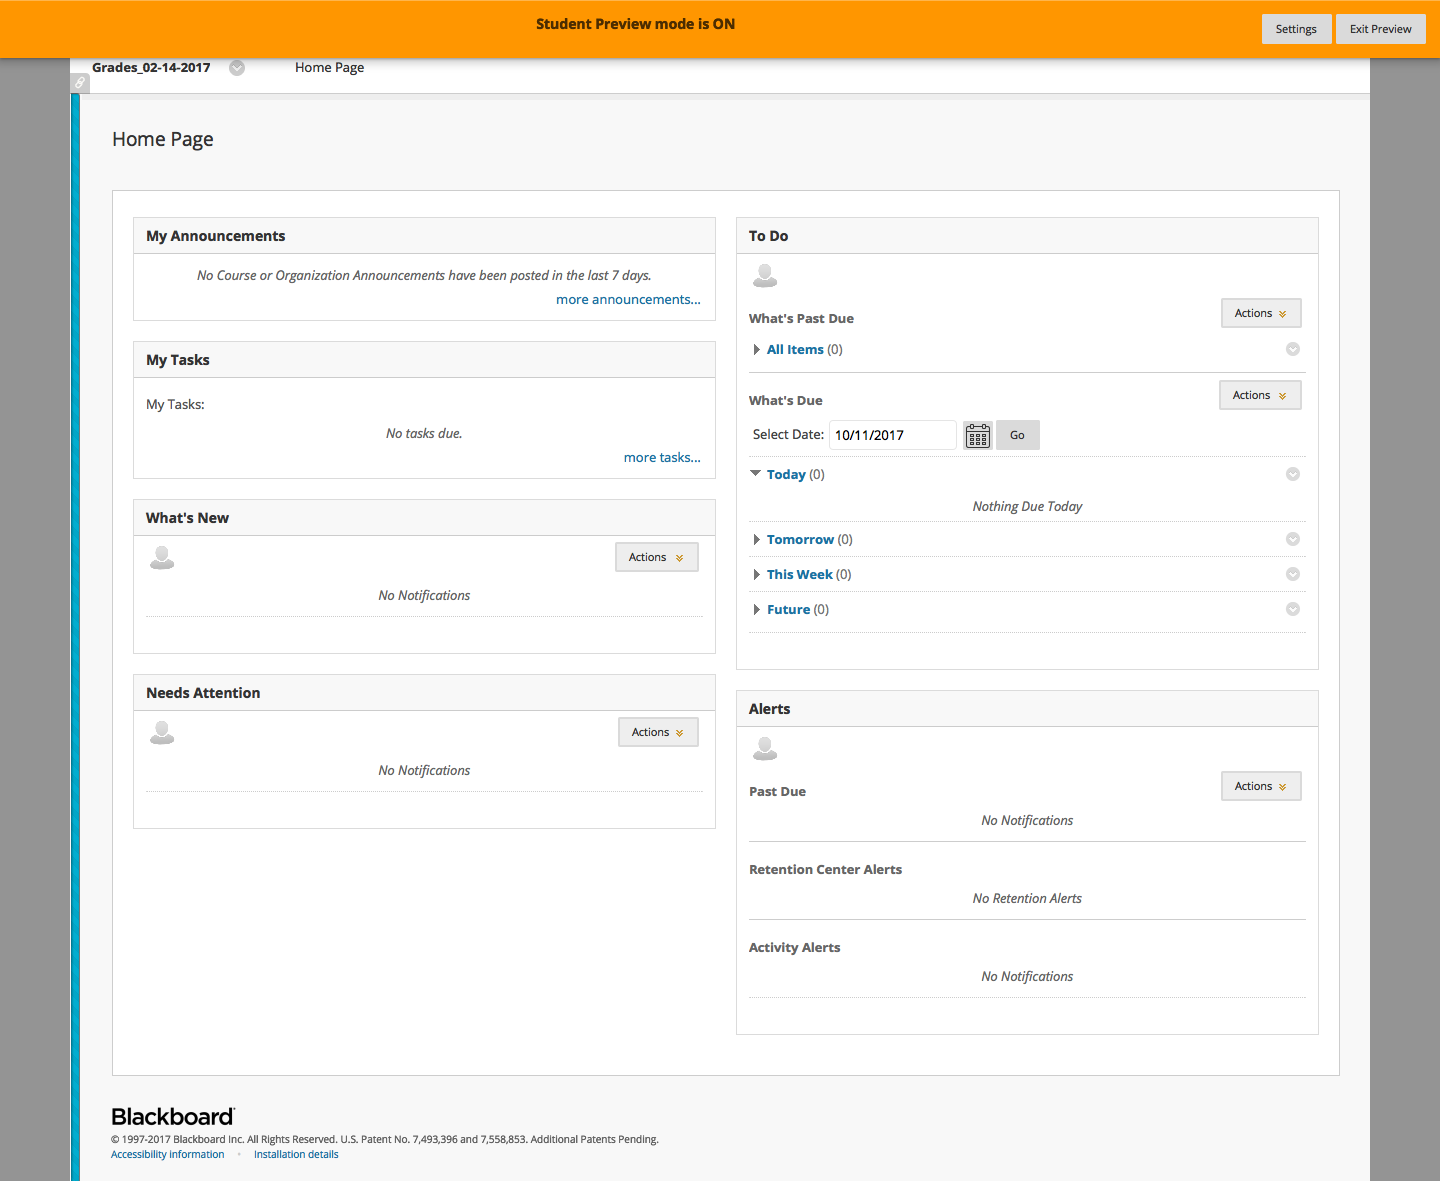 Student Preview mode is ON
Settings
Exit Preview
Grades_02-14-2017
Home Page
Home Page
My Announcements
No Course or Organization Announcements have been posted in the last 7 days.
more announcements...
My Tasks
My Tasks:
No tasks due.
more tasks...
What's New
Actions
No Notifications
Needs Attention
Actions
No Notifications
To Do
What's Past Due
Actions
All Items (0)
What's Due
Actions
Select Date: 10/11/2017 Go
Today (0)
Nothing Due Today
Tomorrow (0)
This Week (0)
Future (0)
Alerts
Past Due
Actions
No Notifications
Retention Center Alerts
No Retention Alerts
Activity Alerts
No Notifications
Blackboard
© 1997-2017 Blackboard Inc. All Rights Reserved. U.S. Patent No. 7,493,396 and 7,558,853. Additional Patents Pending.
Accessibility information • Installation details